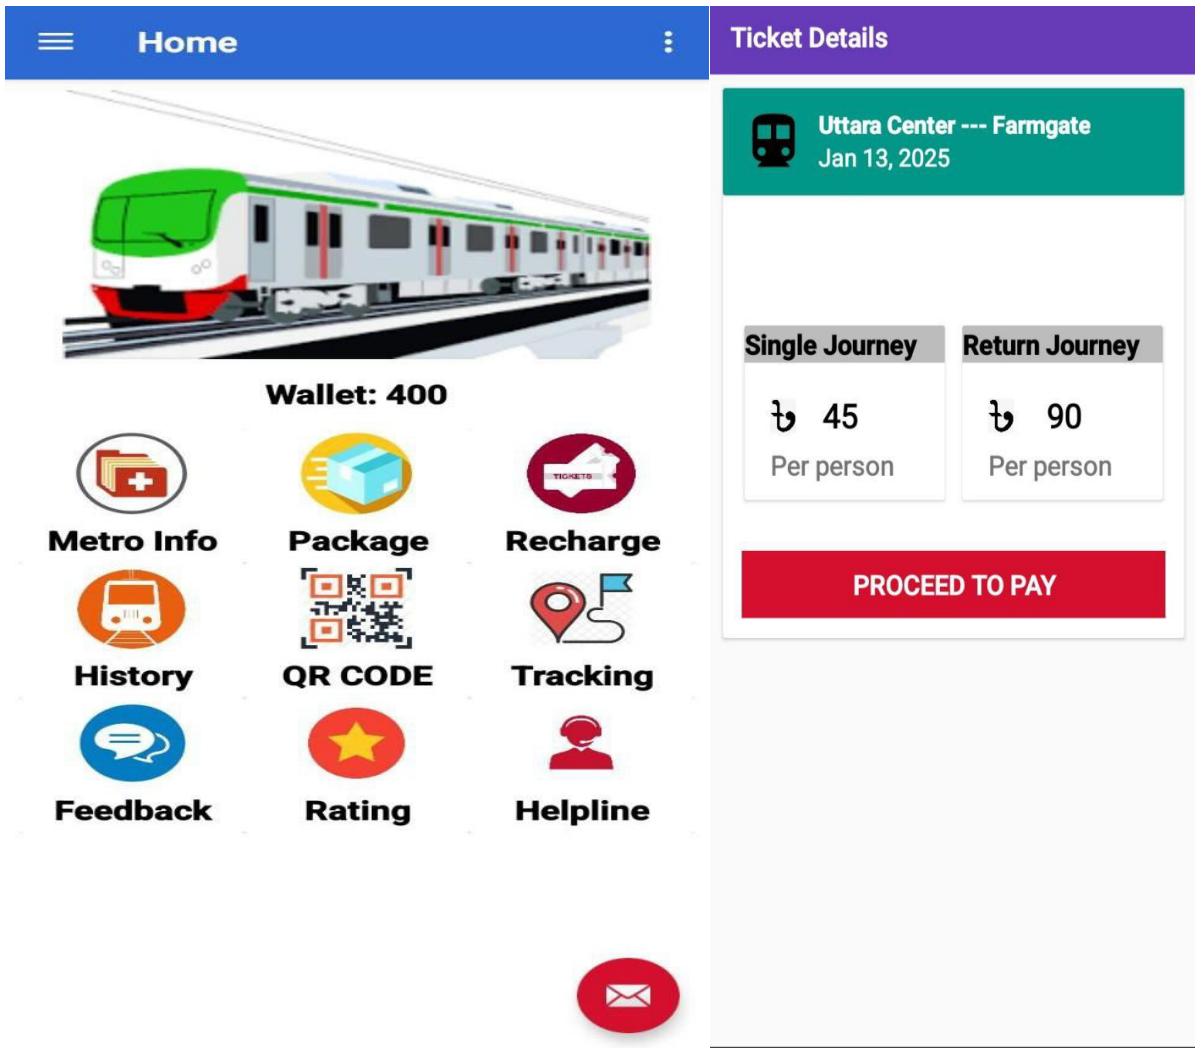 Home
Wallet: 400
Metro Info
Package
TICKETS
Recharge
History
QR CODE
Tracking
Feedback
Rating
Helpline
Ticket Details
Uttara Center --- Farmgate
Jan 13, 2025
Single Journey
Return Journey
৳ 45
৳ 90
Per person
Per person
PROCEED TO PAY